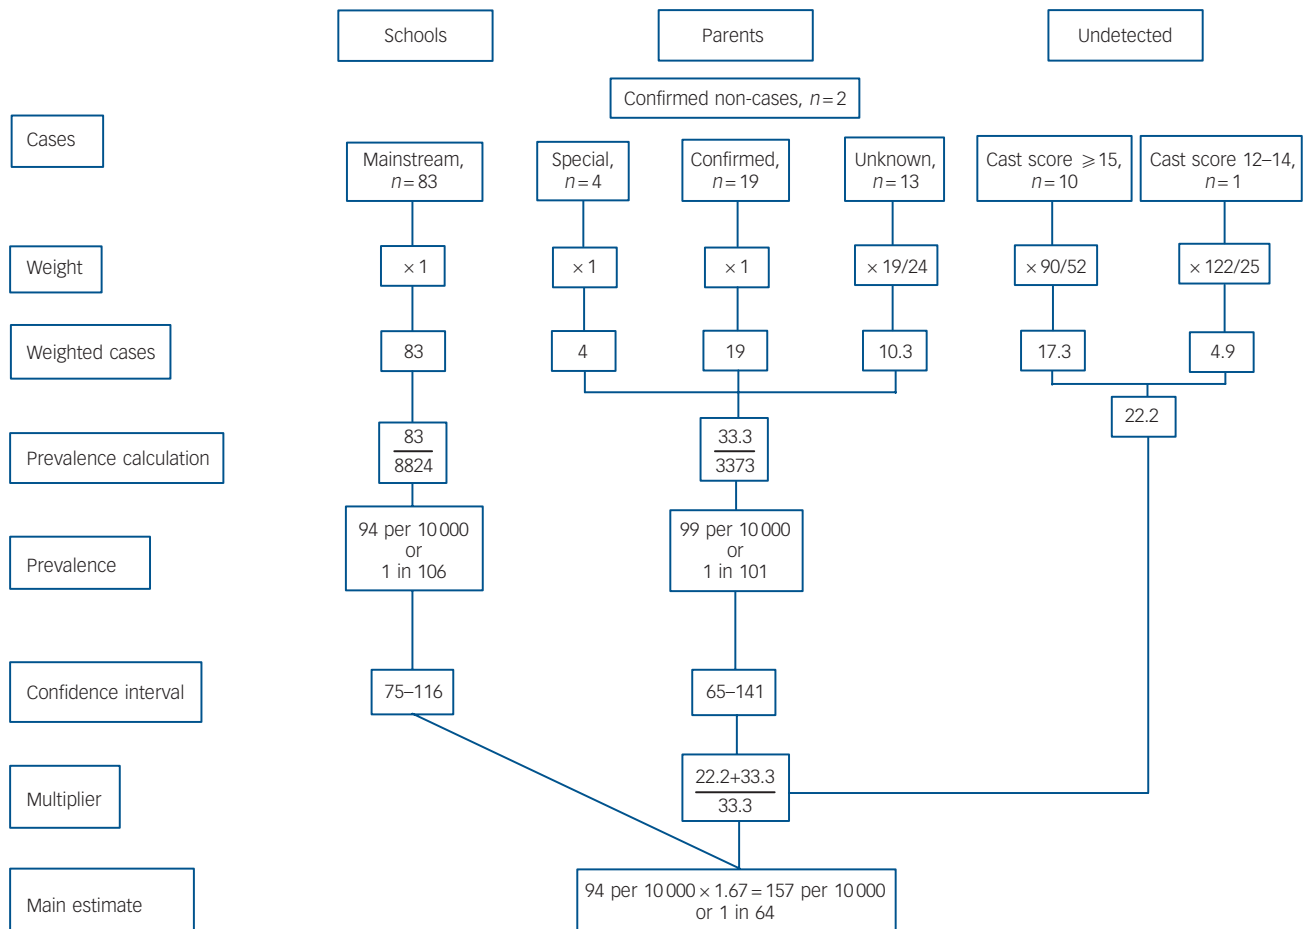 Schools
Parents
Undetected
Confirmed non-cases, n=2
Cases
Mainstream,
n=83
Special,
n=4
Confirmed,
n=19
Unknown,
n=13
Cast score ⩾15,
n=10
Cast score 12–14,
n=1
Weight
×1
×1
×1
×19/24
×90/52
×122/25
Weighted cases
83
4
19
10.3
17.3
4.9
22.2
Prevalence calculation
83
8824
33.3
3373
Prevalence
94 per 10 000
or
1 in 106
99 per 10 000
or
1 in 101
Confidence interval
75–116
65–141
Multiplier
22.2+33.3
33.3
Main estimate
94 per 10 000 × 1.67 = 157 per 10 000
or 1 in 64